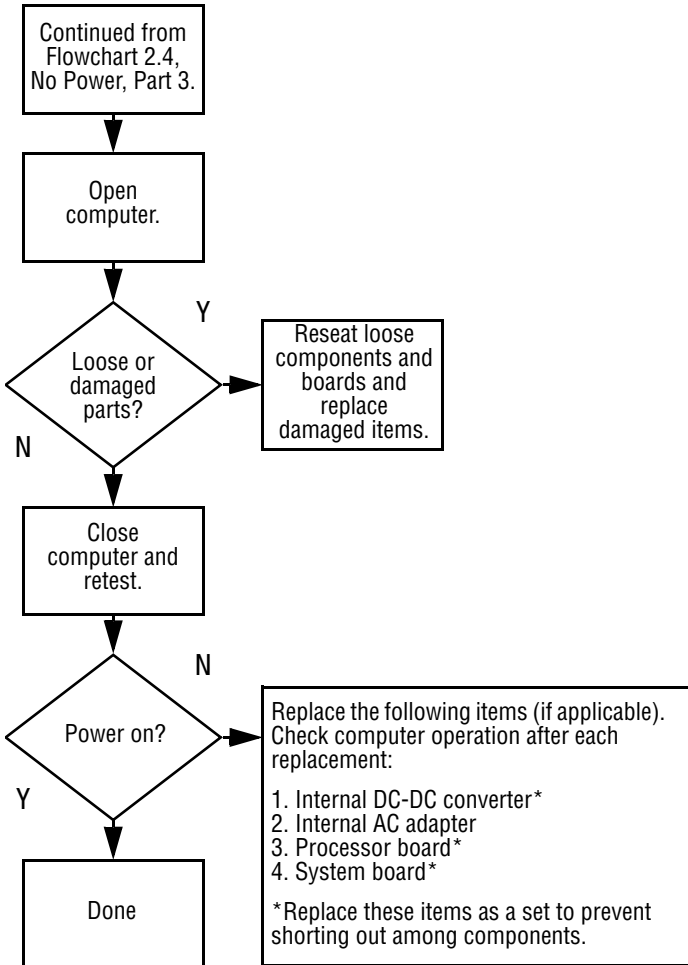 Continued from
Flowchart 2.4,
No Power, Part 3.
Open
computer.
Y
Loose or
damaged
parts?
N
Reseat loose
components and
boards and
replace
damaged items.
Close
computer and
retest.
N
Power on?
Y
Replace the following items (if applicable).
Check computer operation after each
replacement:
1. Internal DC-DC converter*
2. Internal AC adapter
3. Processor board*
4. System board*
*Replace these items as a set to prevent
shorting out among components.
Done